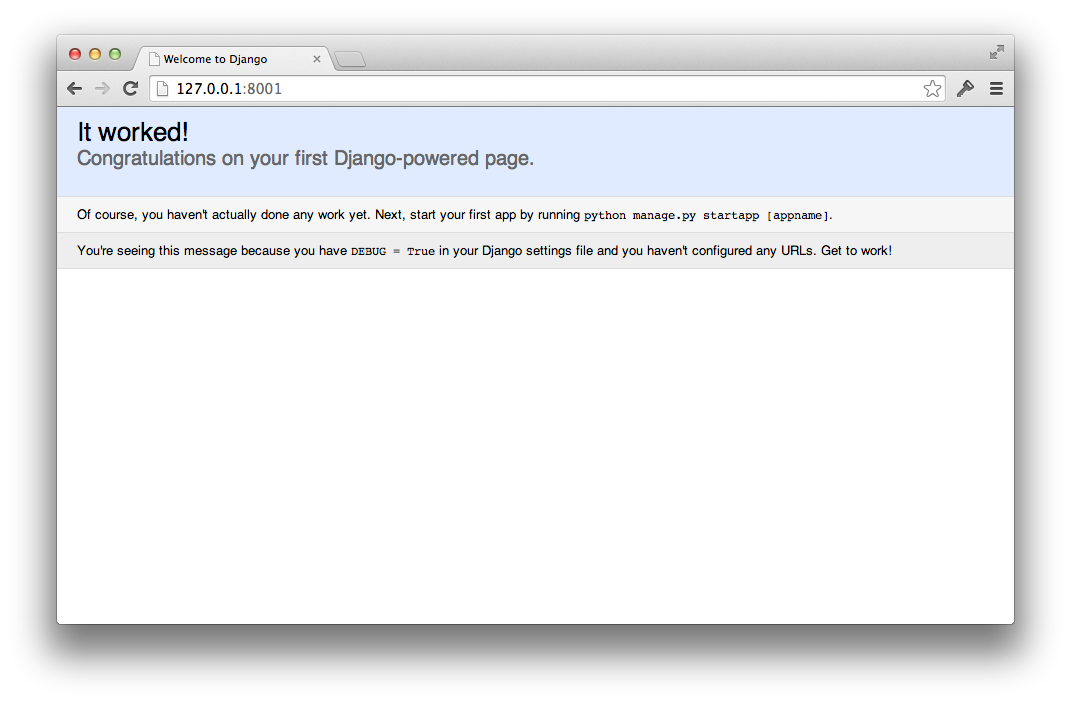 Welcome to Django
127.0.0.1:8001
It worked!
Congratulations on your first Django-powered page.
Of course, you haven't actually done any work yet. Next, start your first app by running python manage.py startapp [appname].
You're seeing this message because you have DEBUG = True in your Django settings file and you haven't configured any URLs. Get to work!